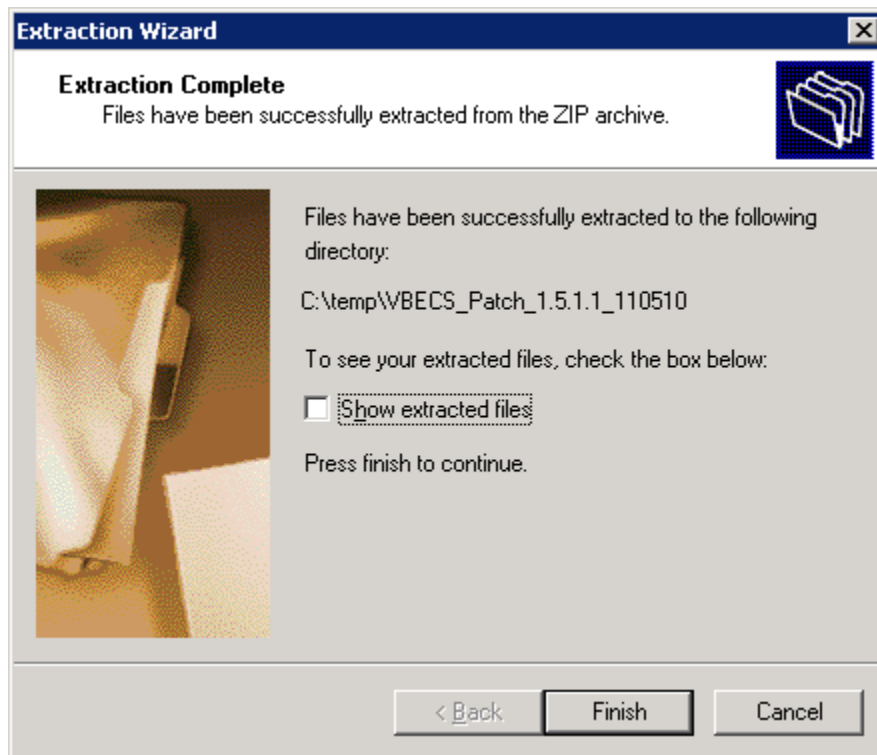 Extraction Wizard
Extraction Complete
Files have been successfully extracted from the ZIP archive.
Files have been successfully extracted to the following
directory:
C:\temp\VBECS_Patch_1.5.1.1_110510
To see your extracted files, check the box below:
Show extracted files
Press finish to continue.
< Back Finish Cancel